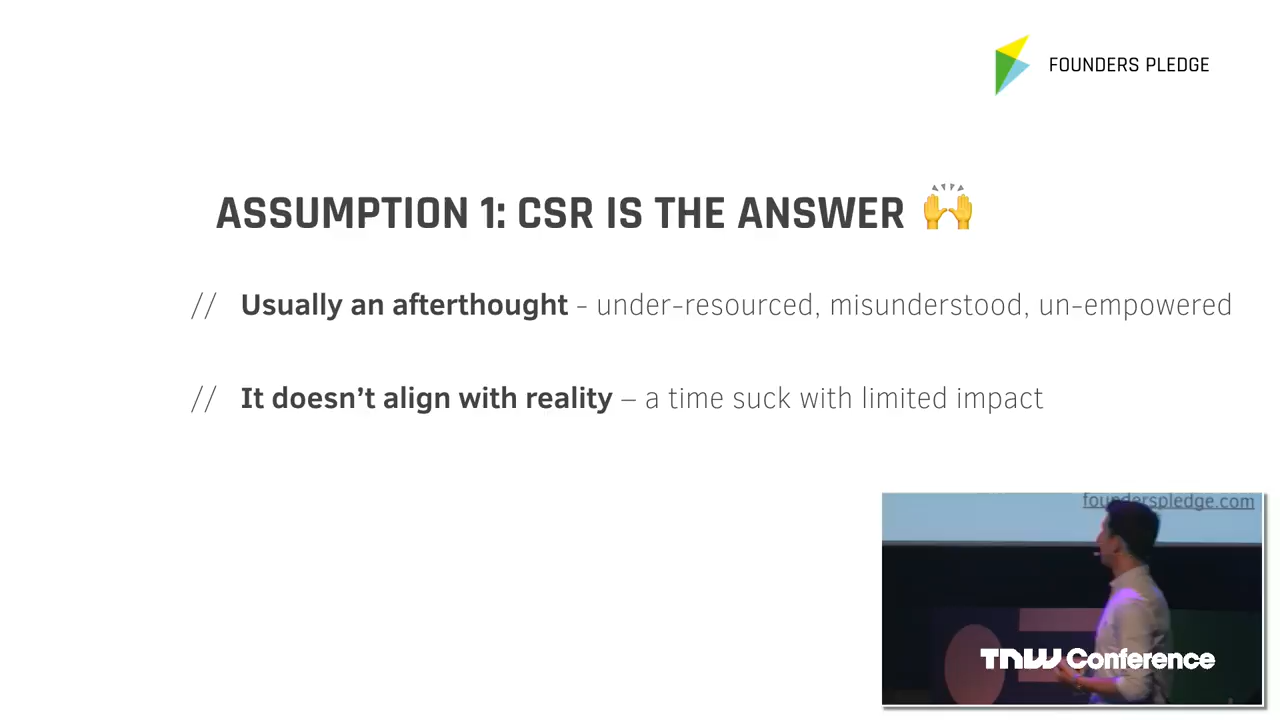 FOUNDERS PLEDGE
ASSUMPTION 1: CSR IS THE ANSWER 🙌
// Usually an afterthought - under-resourced, misunderstood, un-empowered
// It doesn’t align with reality – a time suck with limited impact
founderspledge.com
TNW Conference